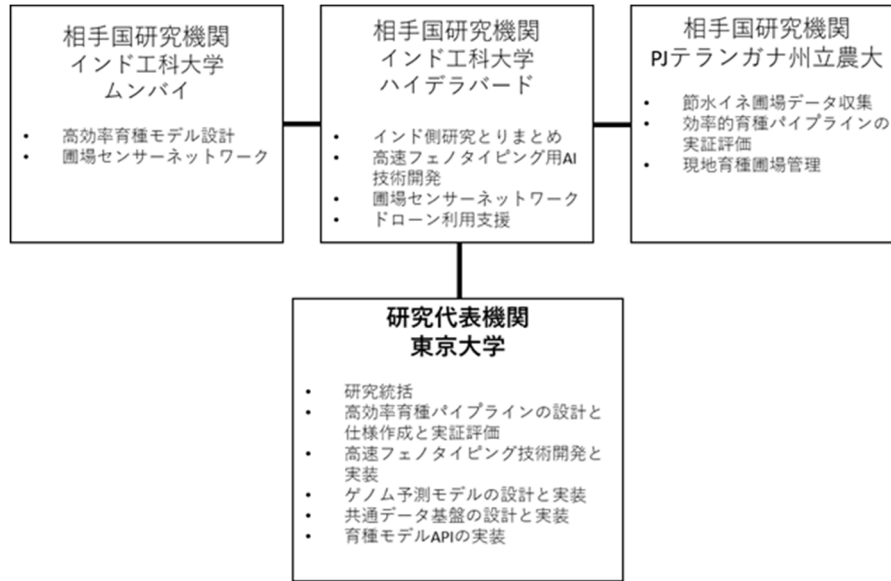 相手国研究機関
インド工科大学
ムンバイ
• 高効率育種モデル設計
• 圃場センサーネットワーク
相手国研究機関
インド工科大学
ハイデラバード
• インド側研究とりまとめ
• 高速フェノタイピング用AI
技術開発
• 圃場センサーネットワーク
• ドローン利用支援
相手国研究機関
PJテランガナ州立農大
• 節水イネ圃場データ収集
• 効率的育種パイプラインの
実証評価
• 現地育種圃場管理
研究代表機関
東京大学
• 研究統括
• 高効率育種パイプラインの設計と
仕様作成と実証評価
• 高速フェノタイピング技術開発と
実装
• ゲノム予測モデルの設計と実装
• 共通データ基盤の設計と実装
• 育種モデルAPIの実装